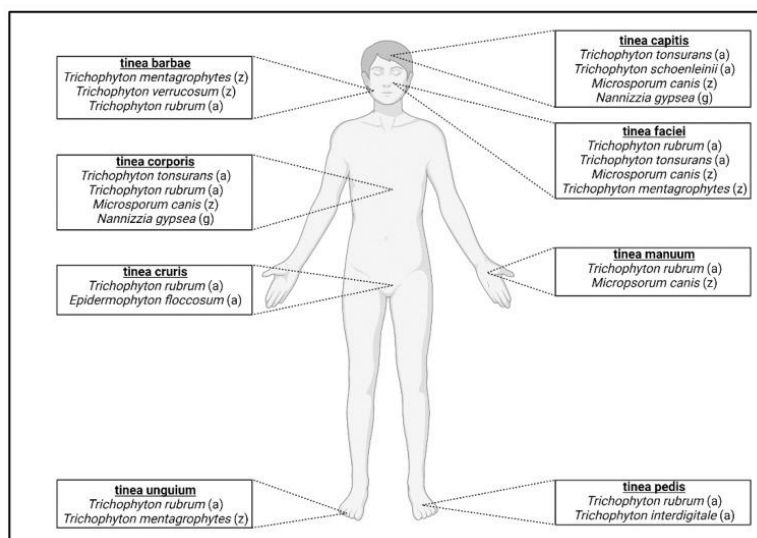 tinea barbae
Trichophyton mentagrophytes (z)
Trichophyton verrucosum (z)
Trichophyton rubrum (a)
tinea capitis
Trichophyton tonsurans (a)
Trichophyton schoenleinii (a)
Microsporum canis (z)
Nannizzia gypsea (g)
tinea faciei
Trichophyton rubrum (a)
Trichophyton tonsurans (a)
Microsporum canis (z)
Trichophyton mentagrophytes (z)
tinea corporis
Trichophyton tonsurans (a)
Trichophyton rubrum (a)
Microsporum canis (z)
Nannizzia gypsea (g)
tinea cruris
Trichophyton rubrum (a)
Epidermophyton floccosum (a)
tinea manuum
Trichophyton rubrum (a)
Micropsorum canis (z)
tinea unguium
Trichophyton rubrum (a)
Trichophyton mentagrophytes (z)
tinea pedis
Trichophyton rubrum (a)
Trichophyton interdigitale (a)